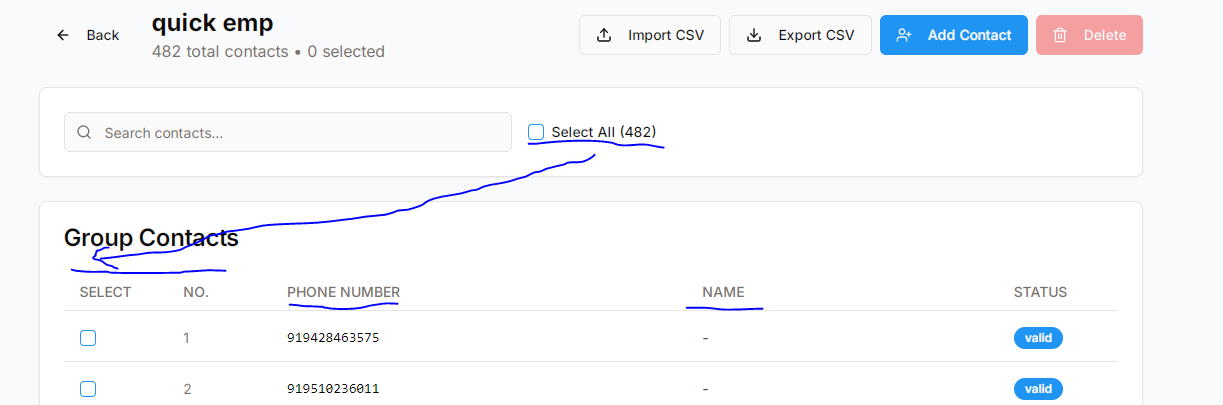 Back
quick emp
482 total contacts • 0 selected
Import CSV
Export CSV
Add Contact
Delete
Search contacts...
Select All (482)
Group Contacts
SELECT NO. PHONE NUMBER NAME STATUS
1 919428463575 - valid
2 919510236011 - valid